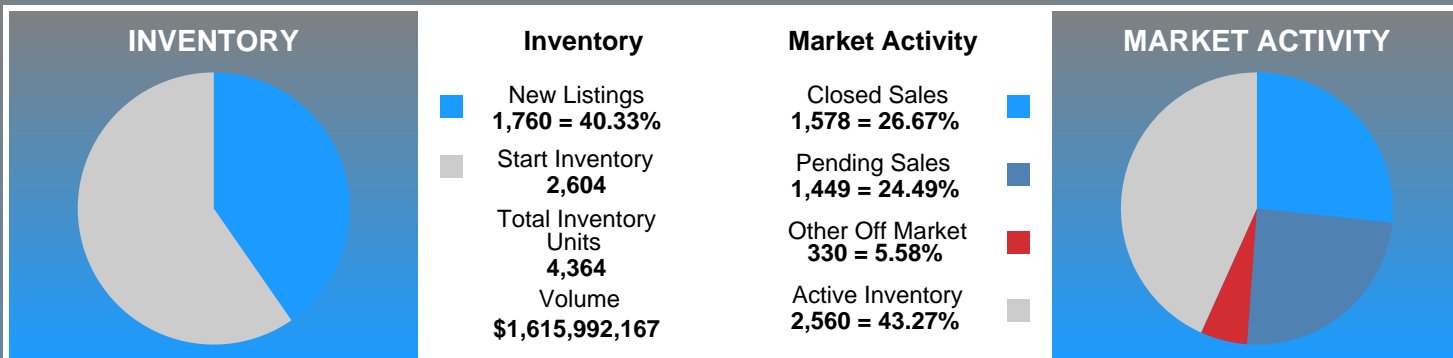 INVENTORY
Inventory
New Listings
1,760 = 40.33%
Start Inventory
2,604
Total Inventory
Units
4,364
Volume
$1,615,992,167
Market Activity
Closed Sales
1,578 = 26.67%
Pending Sales
1,449 = 24.49%
Other Off Market
330 = 5.58%
Active Inventory
2,560 = 43.27%
MARKET ACTIVITY